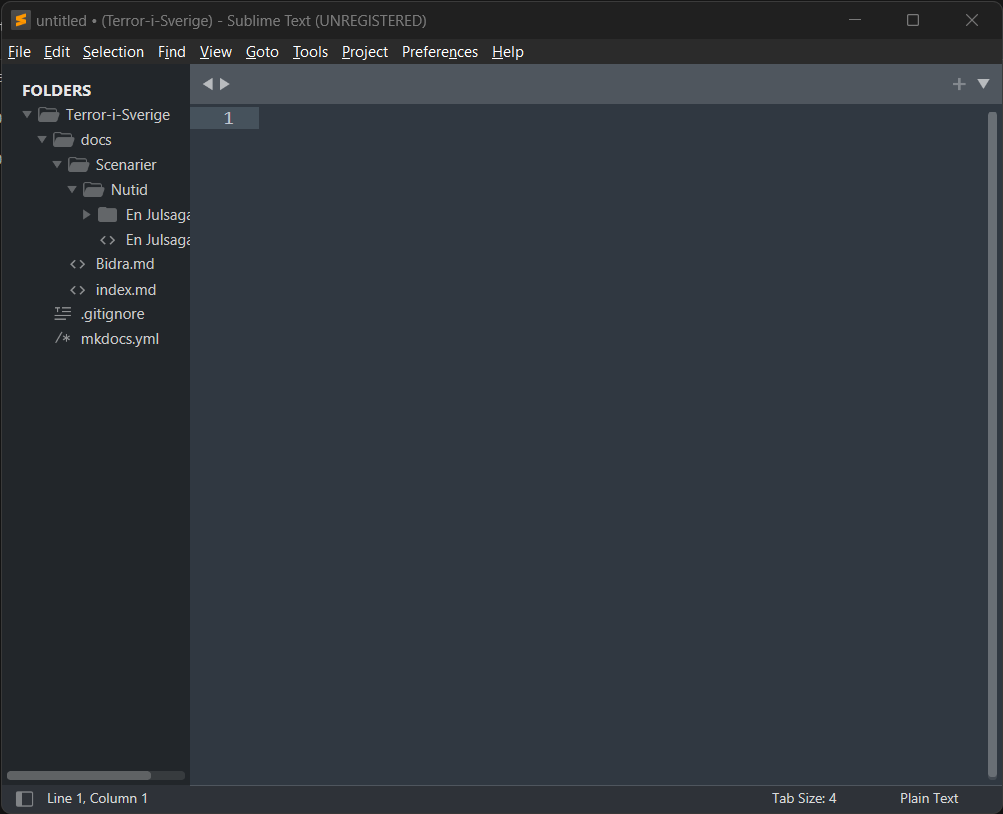 untitled • (Terror-i-Sverige) - Sublime Text (UNREGISTERED)
File Edit Selection Find View Goto Tools Project Preferences Help
FOLDERS
Terror-i-Sverige
docs
Scenarier
Nutid
En Julsaga
En Julsaga
<> Bidra.md
<> index.md
.gitignore
/* mkdocs.yml
1
Line 1, Column 1
Tab Size: 4
Plain Text